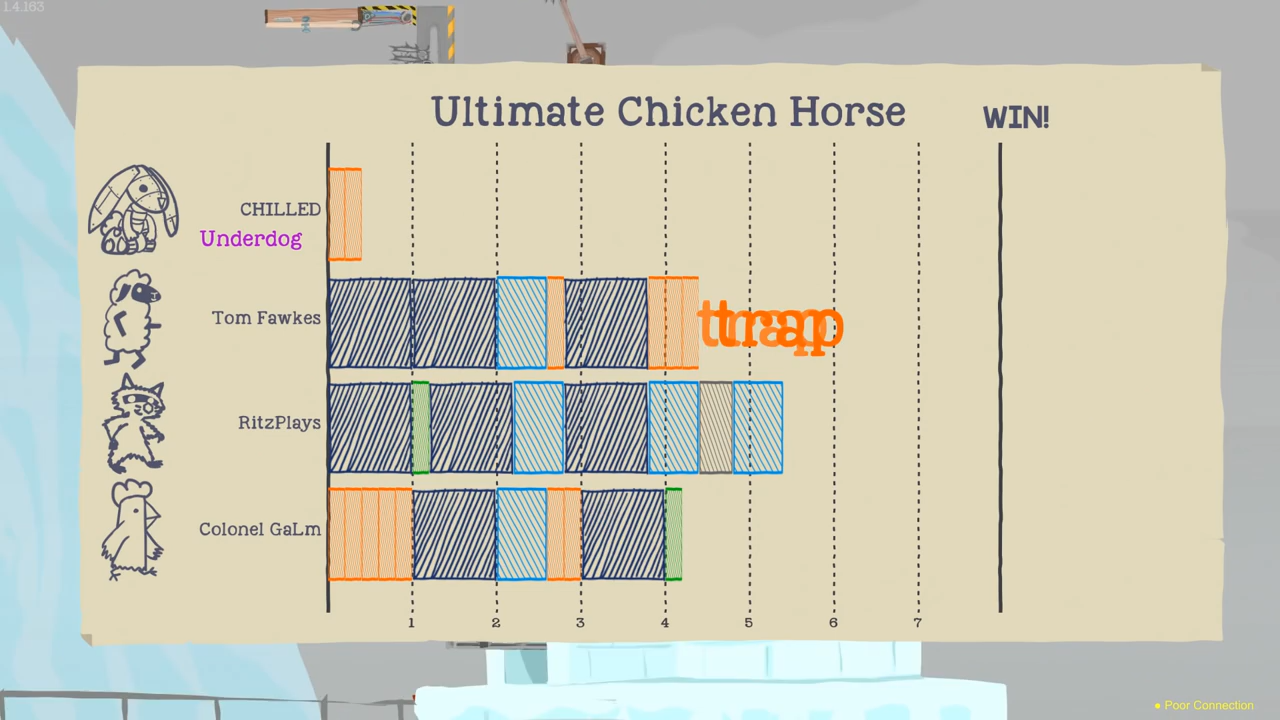 1.4.163
Ultimate Chicken Horse
WIN!
CHILLED
Underdog
Tom Fawkes
trap
RitzPlays
Colonel GaLm
1 2 3 4 5 6 7
Poor Connection